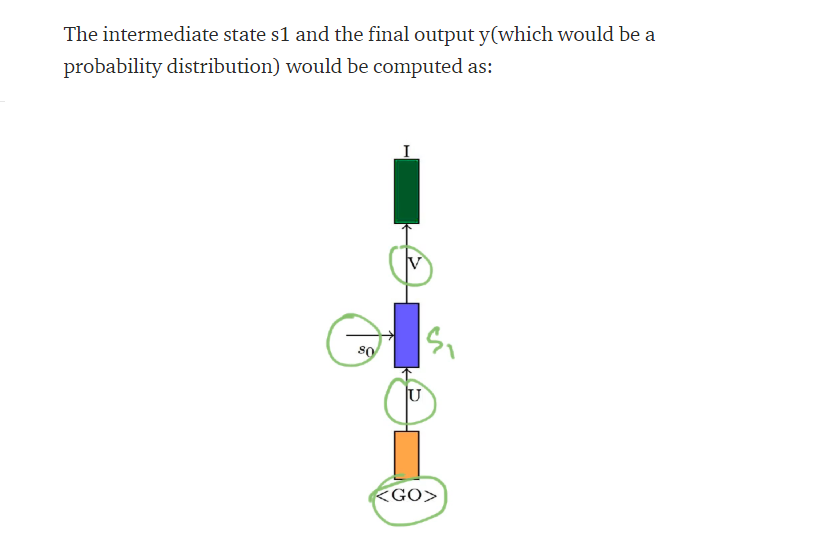 The intermediate state s1 and the final output y(which would be a
probability distribution) would be computed as:
I
V
s0
S1
U
<GO>